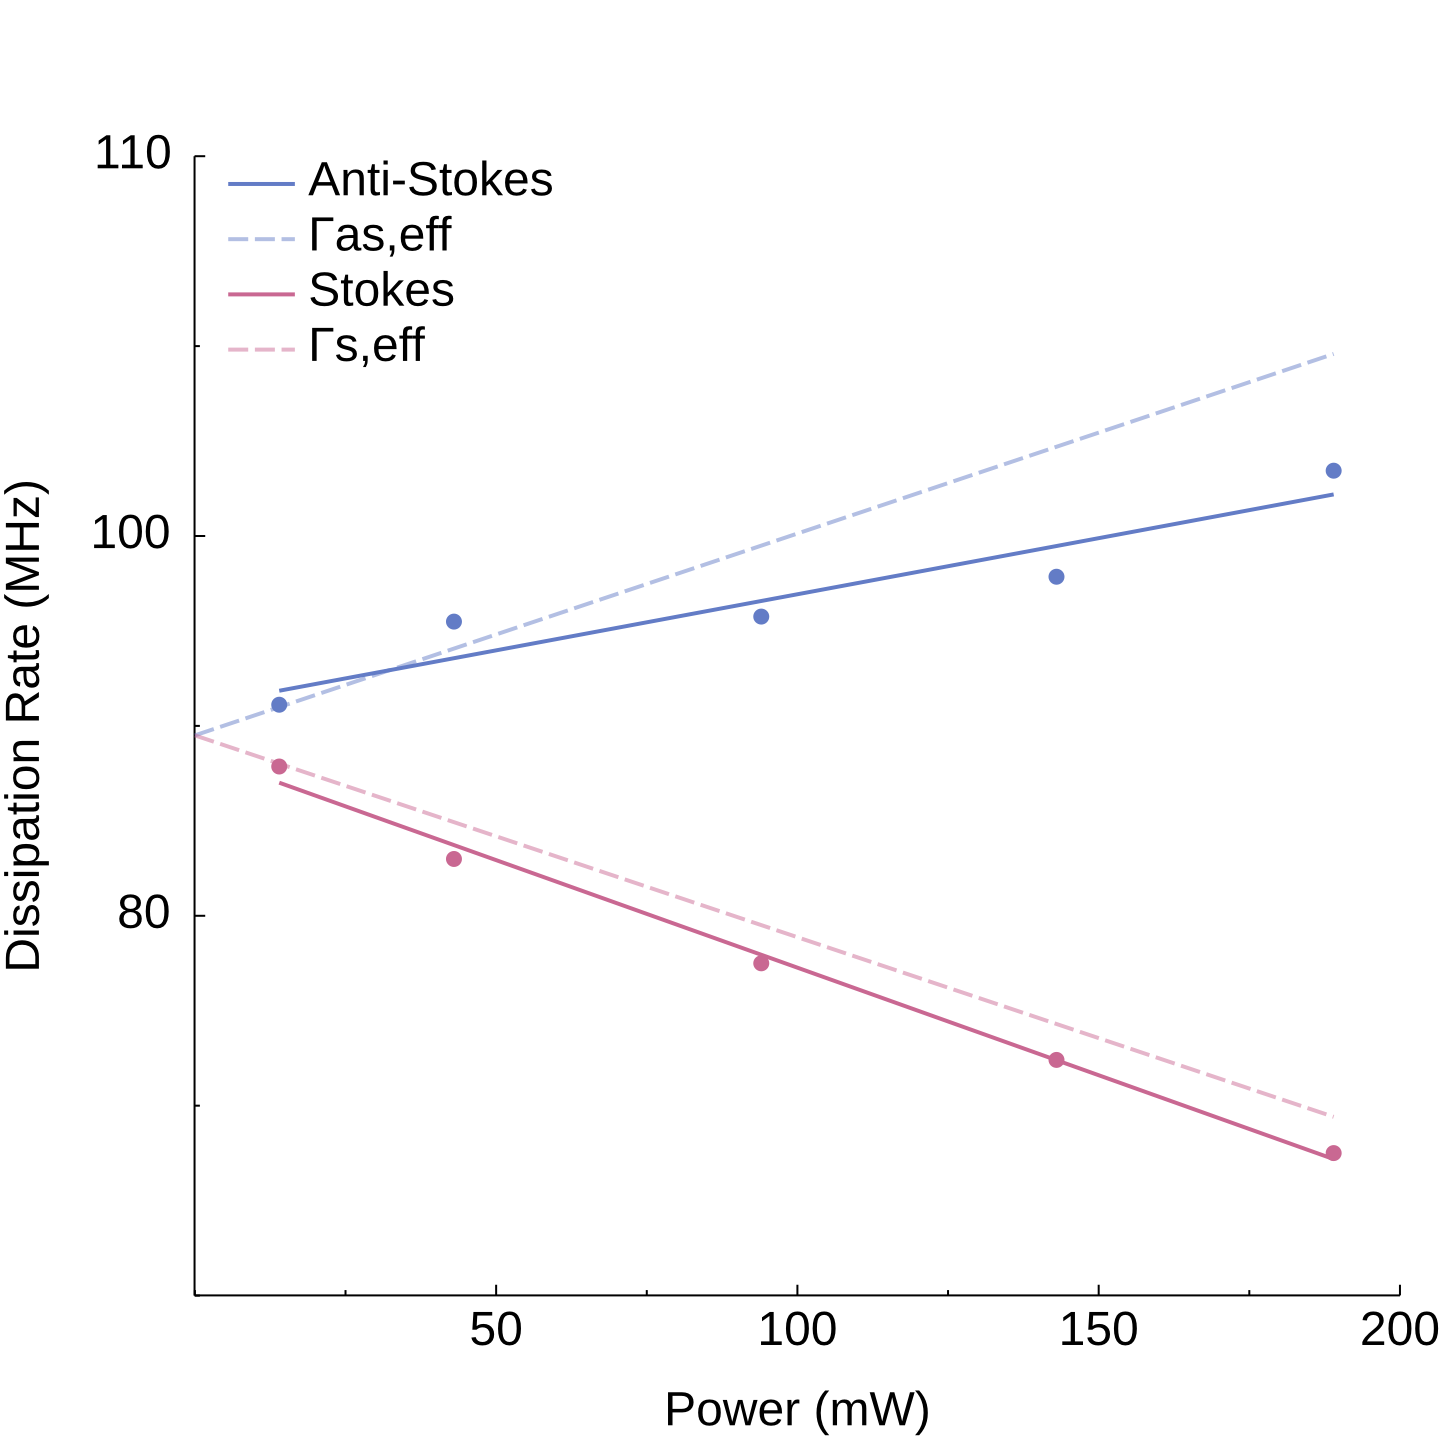 110
Anti-Stokes
Γas,eff
Stokes
Γs,eff
100
80
Dissipation Rate (MHz)
50 100 150 200
Power (mW)